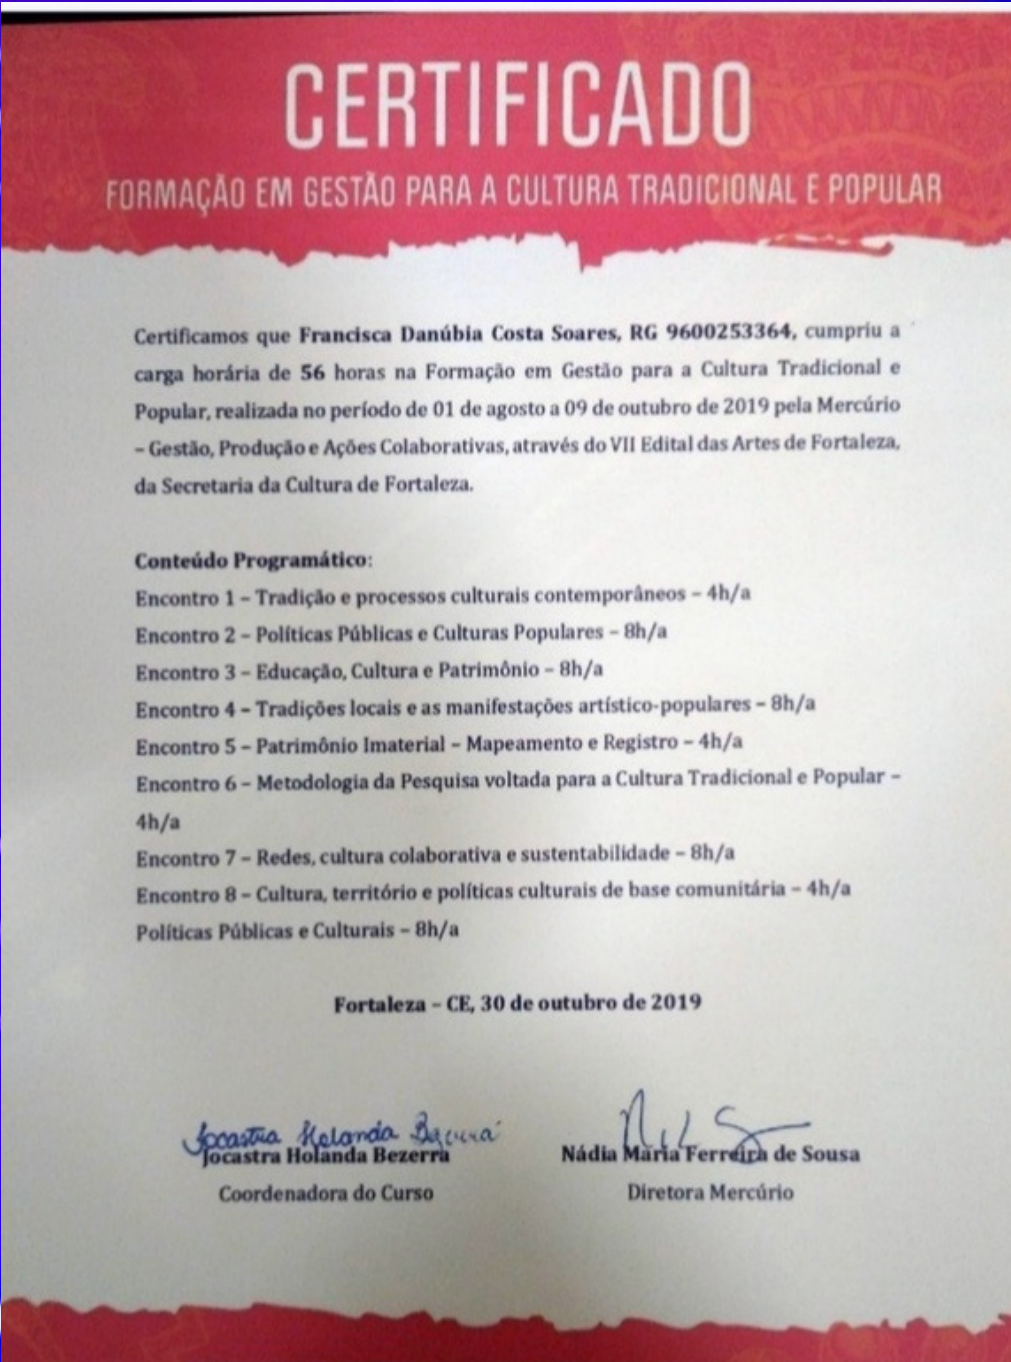 CERTIFICADO
FORMAÇÃO EM GESTÃO PARA A CULTURA TRADICIONAL E POPULAR
Certificamos que Francisca Danúbia Costa Soares, RG 9600253364, cumpriu a
carga horária de 56 horas na Formação em Gestão para a Cultura Tradicional e
Popular, realizada no período de 01 de agosto a 09 de outubro de 2019 pela Mercúrio
– Gestão, Produção e Ações Colaborativas, através do VII Edital das Artes de Fortaleza,
da Secretaria da Cultura de Fortaleza.
Conteúdo Programático:
Encontro 1 – Tradição e processos culturais contemporâneos – 4h/a
Encontro 2 – Políticas Públicas e Culturas Populares – 8h/a
Encontro 3 – Educação, Cultura e Patrimônio – 8h/a
Encontro 4 – Tradições locais e as manifestações artístico-populares – 8h/a
Encontro 5 – Patrimônio Imaterial – Mapeamento e Registro – 4h/a
Encontro 6 – Metodologia da Pesquisa voltada para a Cultura Tradicional e Popular –
4h/a
Encontro 7 – Redes, cultura colaborativa e sustentabilidade – 8h/a
Encontro 8 – Cultura, território e políticas culturais de base comunitária – 4h/a
Políticas Públicas e Culturais – 8h/a
Fortaleza – CE, 30 de outubro de 2019
Jocastra Holanda Bezerra
Jocastra Holanda Bezerra
Coordenadora do Curso
Nádia Maria Ferreira de Sousa
Diretora Mercúrio